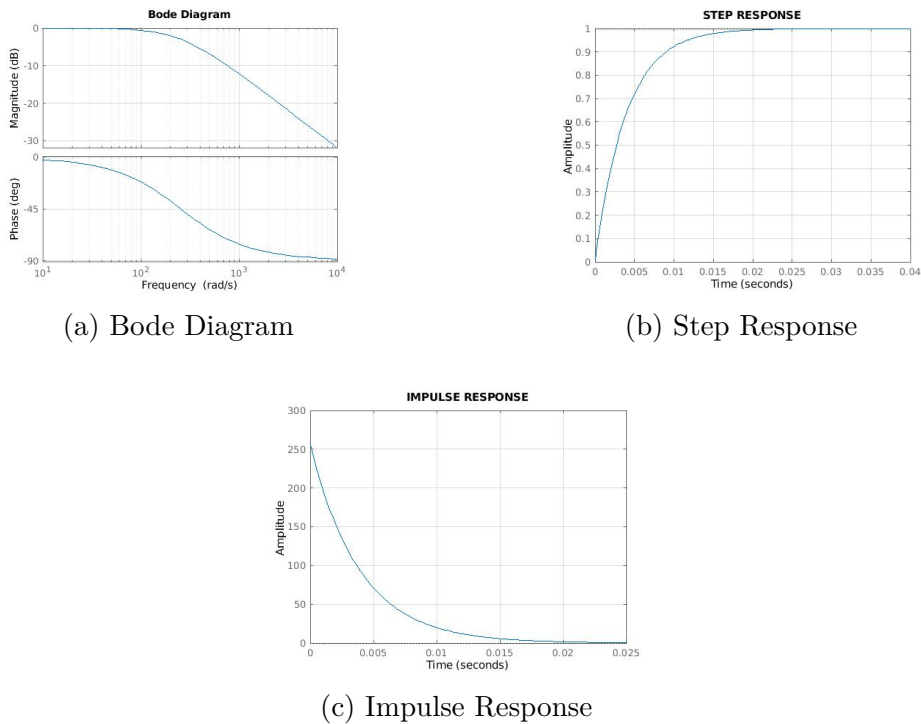 Bode Diagram
0
-10
-20
-30
Magnitude (dB)
0
-45
-90
Phase (deg)
10^1 10^2 10^3 10^4
Frequency (rad/s)
(a) Bode Diagram
STEP RESPONSE
1
0.9
0.8
0.7
0.6
0.5
0.4
0.3
0.2
0.1
0
Amplitude
0 0.005 0.01 0.015 0.02 0.025 0.03 0.035 0.04
Time (seconds)
(b) Step Response
IMPULSE RESPONSE
300
250
200
150
100
50
0
Amplitude
0 0.005 0.01 0.015 0.02 0.025
Time (seconds)
(c) Impulse Response